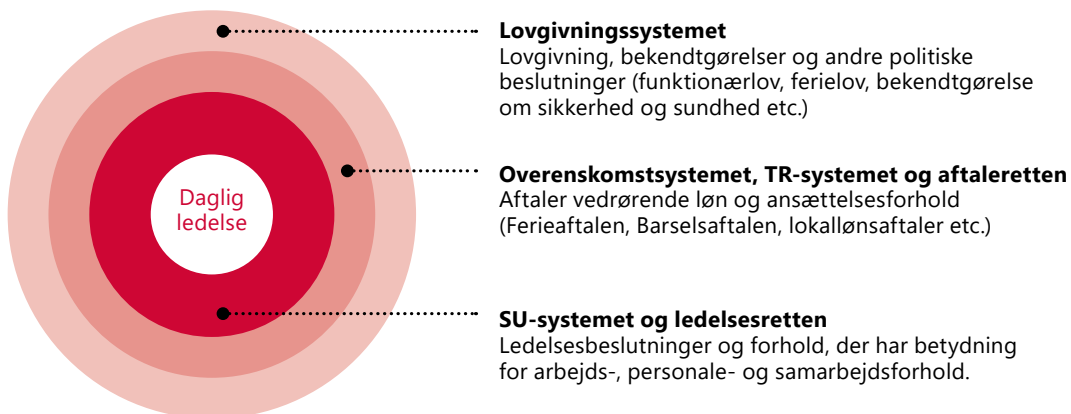 Lovgivningssystemet
Lovgivning, bekendtgørelser og andre politiske
beslutninger (funktionærlov, ferielov, bekendtgørelse
om sikkerhed og sundhed etc.)
Overenskomstsystemet, TR-systemet og aftaleretten
Aftaler vedrørende løn og ansættelsesforhold
(Ferieaftalen, Barselsaftalen, lokallønsaftaler etc.)
Daglig
ledelse
SU-systemet og ledelsesretten
Ledelsesbeslutninger og forhold, der har betydning
for arbejds-, personale- og samarbejdsforhold.